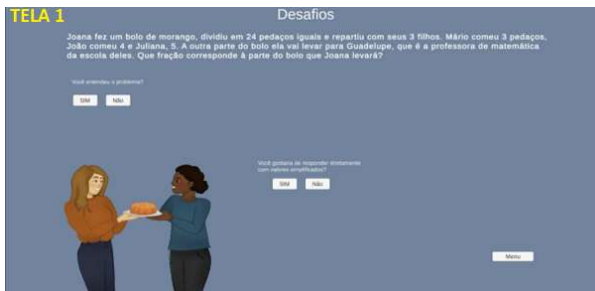 TELA 1
Desafios
Joana fez um bolo de morango, dividiu em 24 pedaços iguais e repartiu com seus 3 filhos. Mário comeu 3 pedaços,
João comeu 4 e Juliana, 5. A outra parte do bolo ela vai levar para Guadelupe, que é a professora de matemática
da escola deles. Que fração corresponde à parte do bolo que Joana levará?
Você entendeu o problema?
SIM Não
Você gostaria de responder diretamente
com valores simplificados?
SIM Não
Menu